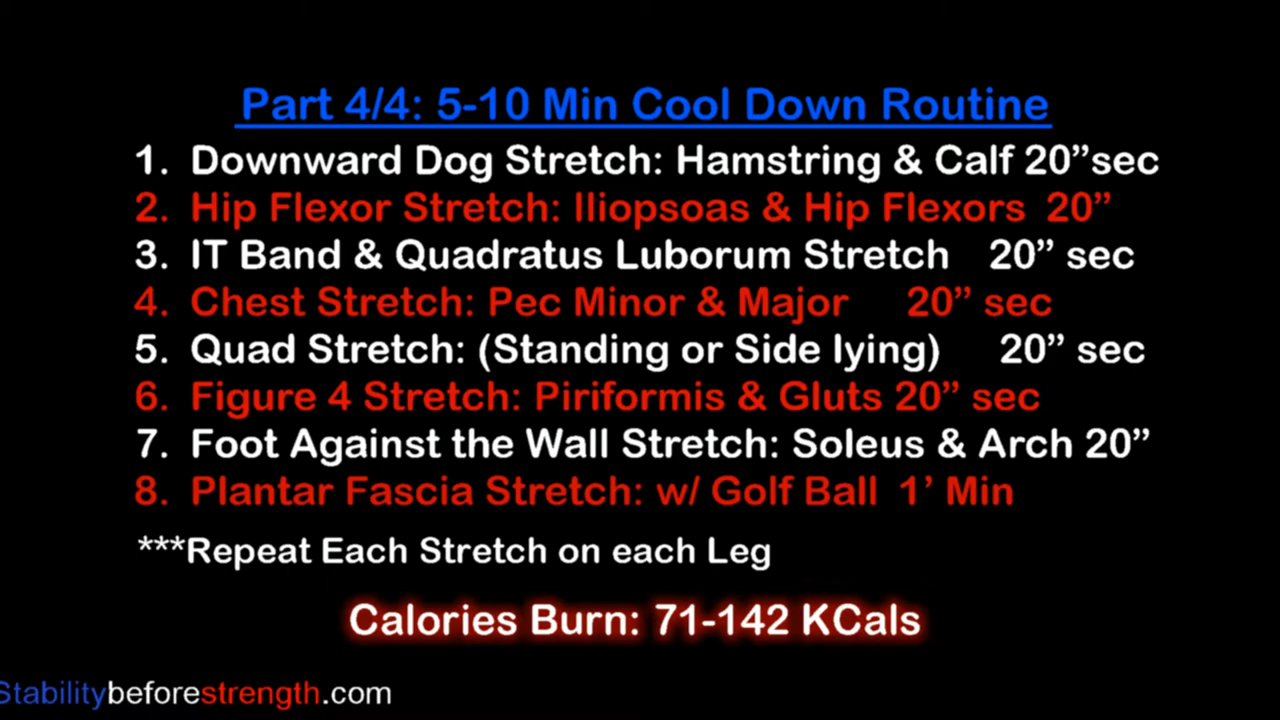 Part 4/4: 5-10 Min Cool Down Routine
1. Downward Dog Stretch: Hamstring & Calf 20”sec
2. Hip Flexor Stretch: Iliopsoas & Hip Flexors 20”
3. IT Band & Quadratus Luborum Stretch 20” sec
4. Chest Stretch: Pec Minor & Major 20” sec
5. Quad Stretch: (Standing or Side lying) 20” sec
6. Figure 4 Stretch: Piriformis & Gluts 20” sec
7. Foot Against the Wall Stretch: Soleus & Arch 20”
8. Plantar Fascia Stretch: w/ Golf Ball 1’ Min
***Repeat Each Stretch on each Leg
Calories Burn: 71-142 KCals
Stabilitybeforestrength.com